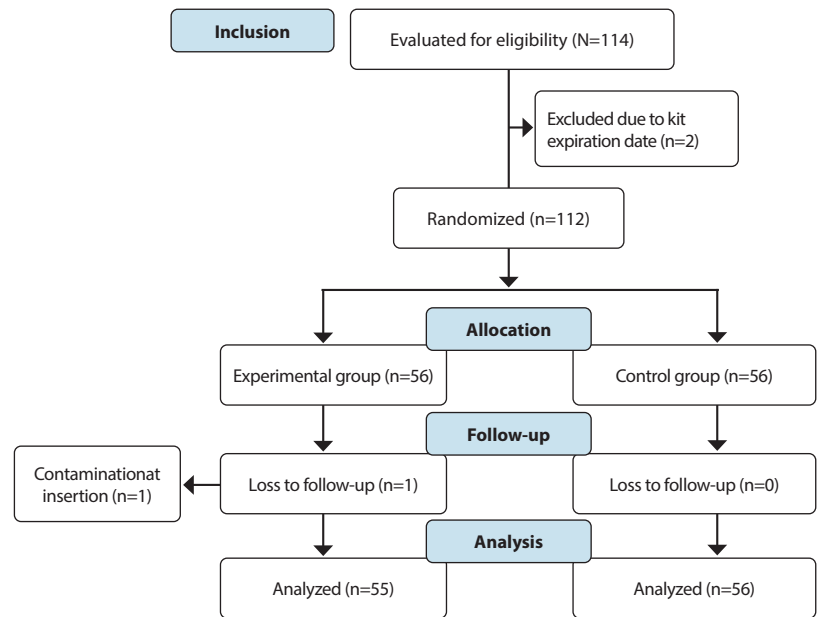 Inclusion
Evaluated for eligibility (N=114)
Excluded due to kit
expiration date (n=2)
Randomized (n=112)
Allocation
Experimental group (n=56)
Control group (n=56)
Follow-up
Contaminationat
insertion (n=1)
Loss to follow-up (n=1)
Loss to follow-up (n=0)
Analysis
Analyzed (n=55)
Analyzed (n=56)